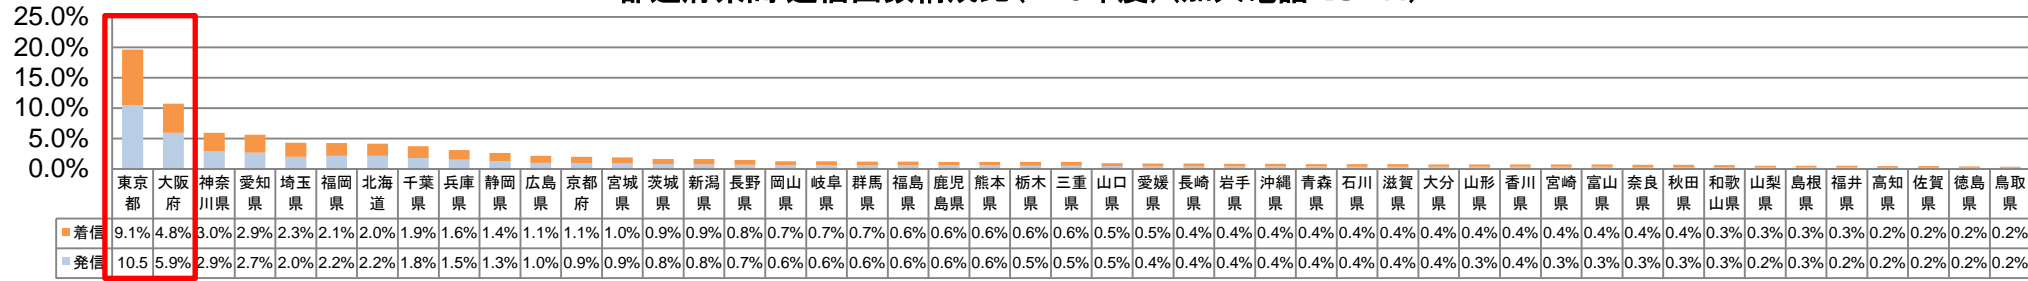 25.0%
20.0%
15.0%
10.0%
5.0%
0.0%
東京都 大阪府 神奈川県 愛知県 埼玉県 福岡県 北海道 千葉県 兵庫県 静岡県 広島県 京都府 宮城県 茨城県 新潟県 長野県 岡山県 岐阜県 群馬県 福島県 鹿児島県 熊本県 栃木県 三重県 山口県 愛媛県 長崎県 岩手県 沖縄県 青森県 石川県 滋賀県 大分県 山形県 香川県 宮崎県 富山県 奈良県 秋田県 和歌山県 山梨県 島根県 福井県 高知県 佐賀県 徳島県 鳥取県
着信 9.1% 4.8% 3.0% 2.9% 2.3% 2.1% 2.0% 1.9% 1.6% 1.4% 1.1% 1.1% 1.0% 0.9% 0.9% 0.8% 0.7% 0.7% 0.7% 0.6% 0.6% 0.6% 0.6% 0.6% 0.5% 0.5% 0.4% 0.4% 0.4% 0.4% 0.4% 0.4% 0.4% 0.4% 0.4% 0.4% 0.4% 0.4% 0.4% 0.3% 0.3% 0.3% 0.3% 0.2% 0.2% 0.2% 0.2%
発信 10.5 5.9% 2.9% 2.7% 2.0% 2.2% 2.2% 1.8% 1.5% 1.3% 1.0% 0.9% 0.9% 0.8% 0.8% 0.7% 0.6% 0.6% 0.6% 0.6% 0.6% 0.6% 0.5% 0.5% 0.5% 0.4% 0.4% 0.4% 0.4% 0.4% 0.4% 0.4% 0.4% 0.3% 0.4% 0.3% 0.3% 0.3% 0.3% 0.3% 0.2% 0.3% 0.2% 0.2% 0.2% 0.2% 0.2%